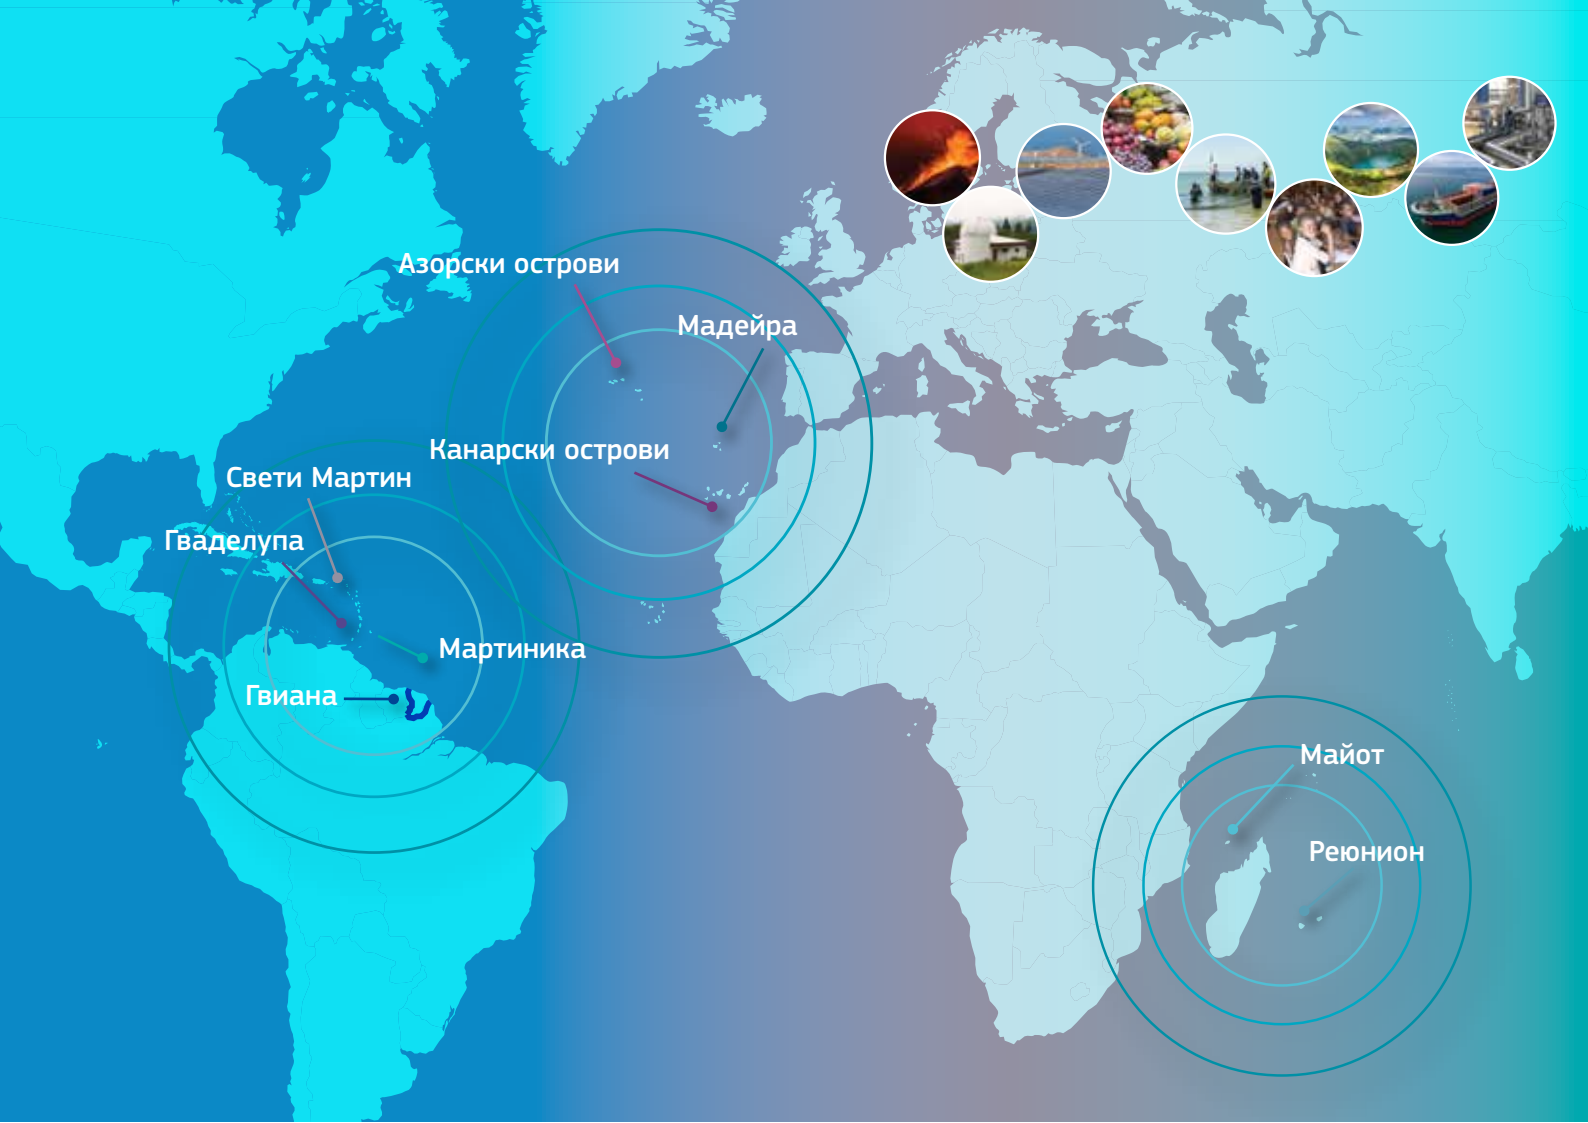 Азорски острови
Мадейра
Канарски острови
Свети Мартин
Гваделупа
Мартиника
Гвиана
Майот
Реюнион